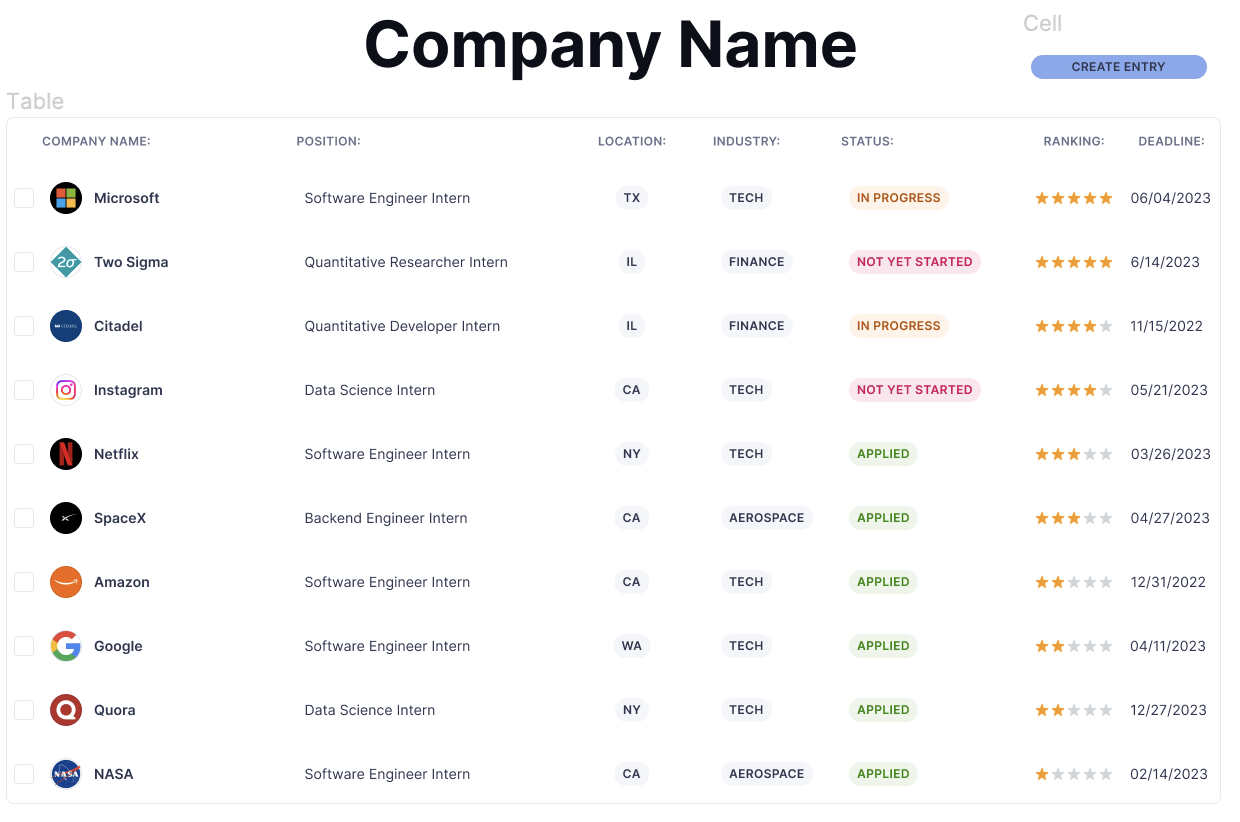 Company Name
Cell
CREATE ENTRY
Table
COMPANY NAME: POSITION: LOCATION: INDUSTRY: STATUS: RANKING: DEADLINE:
Microsoft Software Engineer Intern TX TECH IN PROGRESS 06/04/2023
2σ Two Sigma Quantitative Researcher Intern IL FINANCE NOT YET STARTED 6/14/2023
CITADEL Citadel Quantitative Developer Intern IL FINANCE IN PROGRESS 11/15/2022
Instagram Data Science Intern CA TECH NOT YET STARTED 05/21/2023
N Netflix Software Engineer Intern NY TECH APPLIED 03/26/2023
X SpaceX Backend Engineer Intern CA AEROSPACE APPLIED 04/27/2023
Amazon Software Engineer Intern CA TECH APPLIED 12/31/2022
G Google Software Engineer Intern WA TECH APPLIED 04/11/2023
Q Quora Data Science Intern NY TECH APPLIED 12/27/2023
NASA NASA Software Engineer Intern CA AEROSPACE APPLIED 02/14/2023